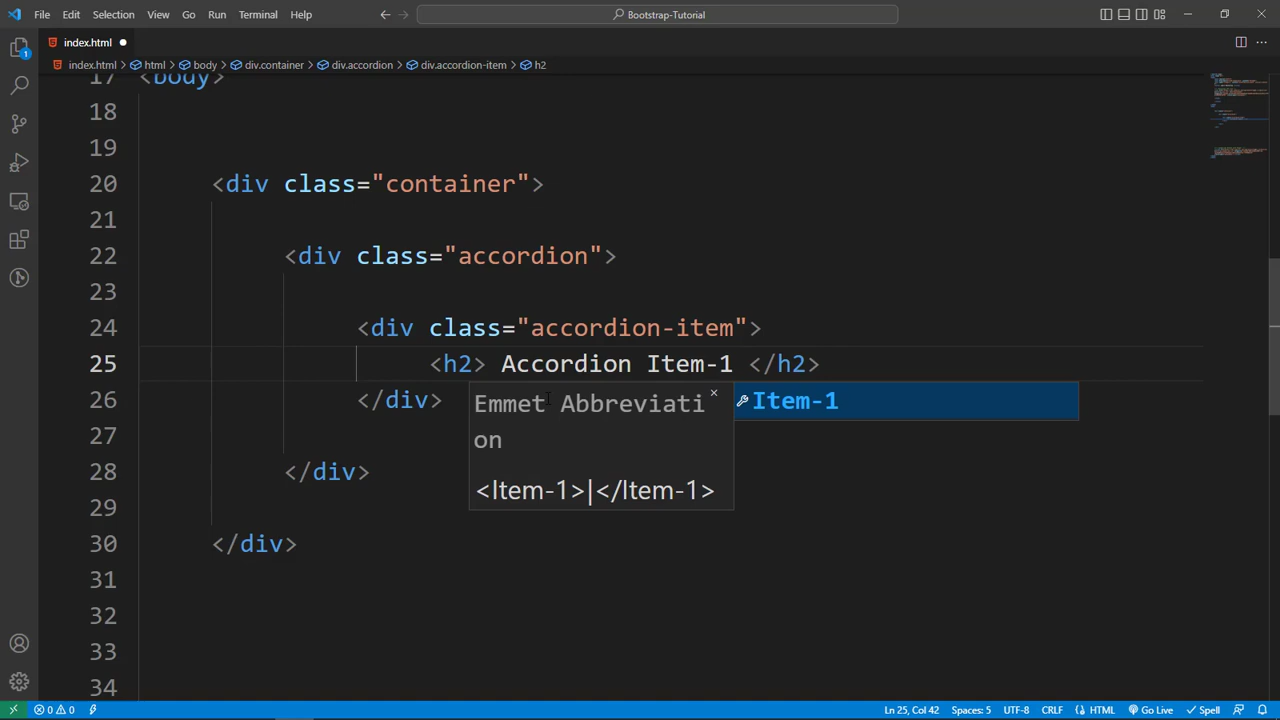 File Edit Selection View Go Run Terminal Help Bootstrap-Tutorial
index.html
index.html > html > body > div.container > div.accordion > div.accordion-item > h2
17 <body>
18
19
20 <div class="container">
21
22 <div class="accordion">
23
24 <div class="accordion-item">
25 <h2> Accordion Item-1 </h2>
26 </div>
27
28 </div>
29
30 </div>
31
32
33
34
Emmet Abbreviati
on
<Item-1>|</Item-1>
×
Item-1
1
0 0 Ln 25, Col 42 Spaces: 5 UTF-8 CRLF {} HTML Go Live Spell